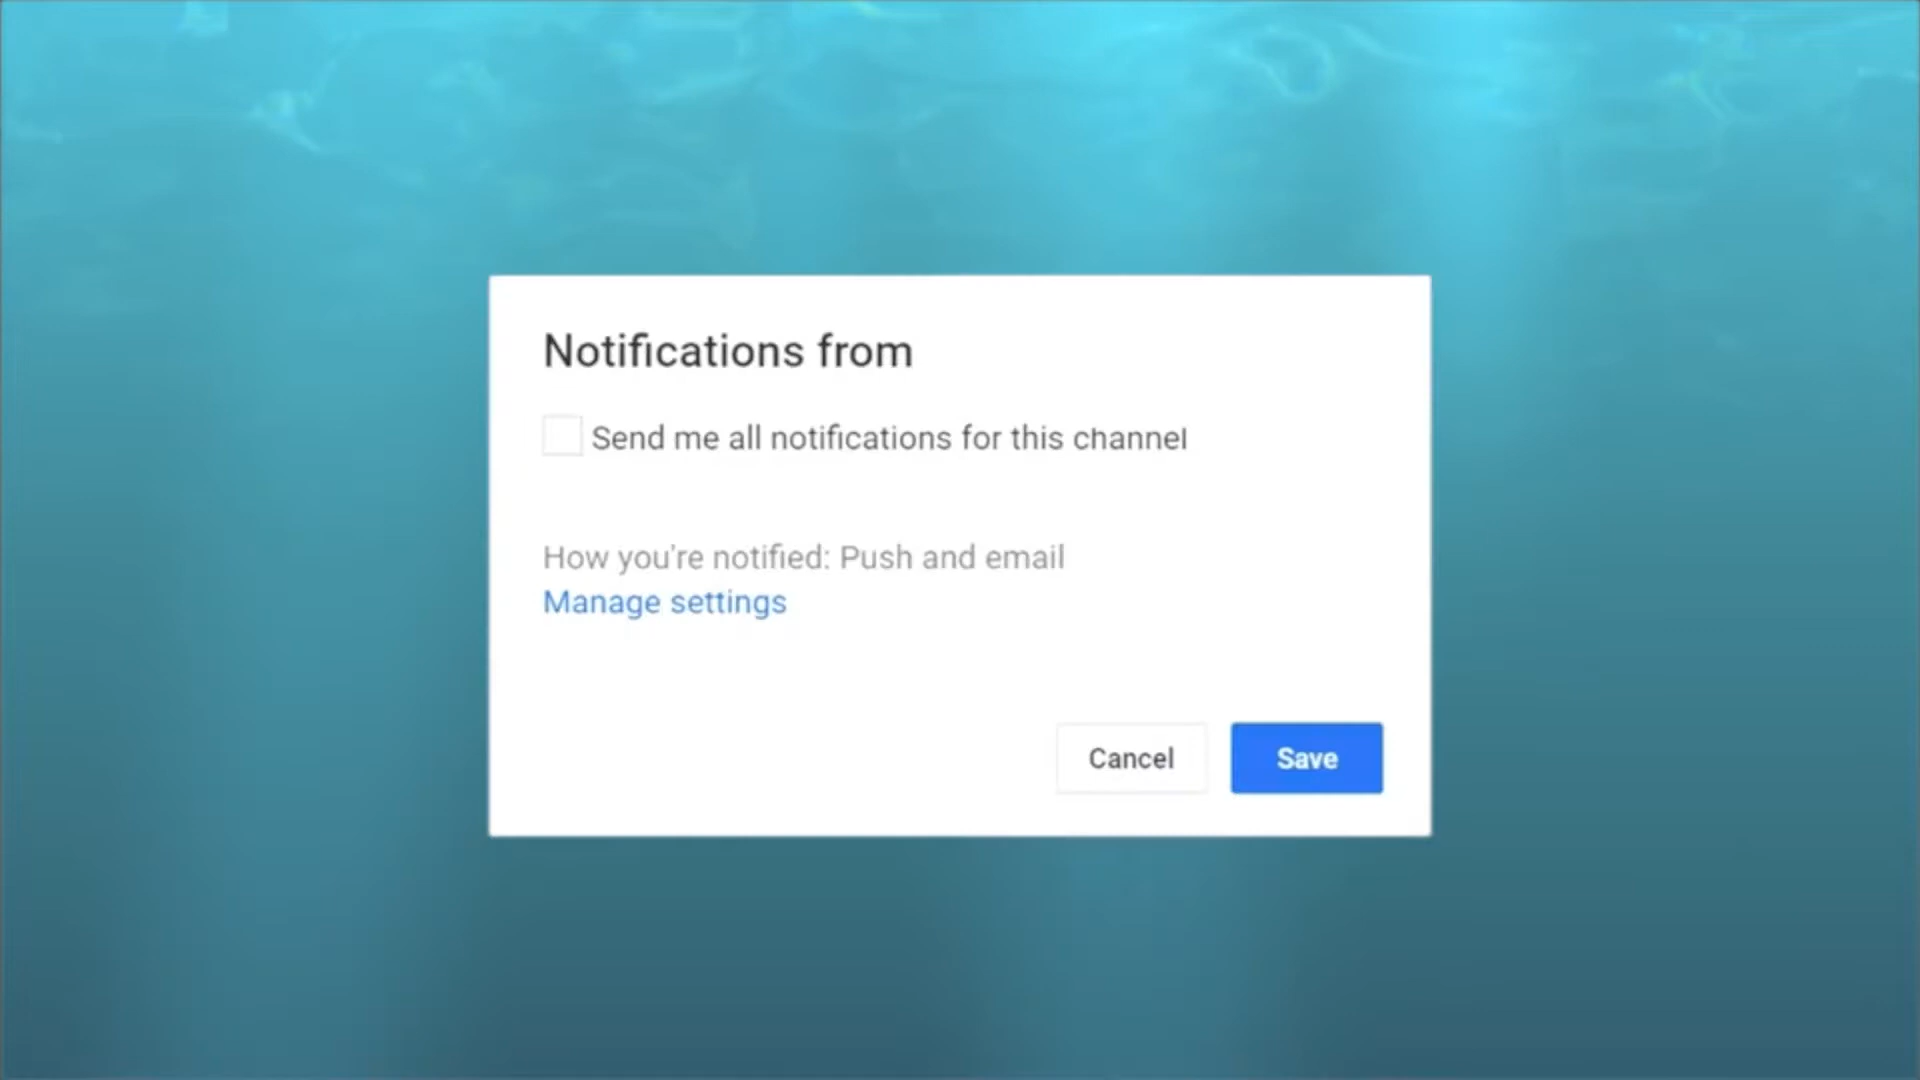 Notifications from
Send me all notifications for this channel
How you're notified: Push and email
Manage settings
Cancel
Save